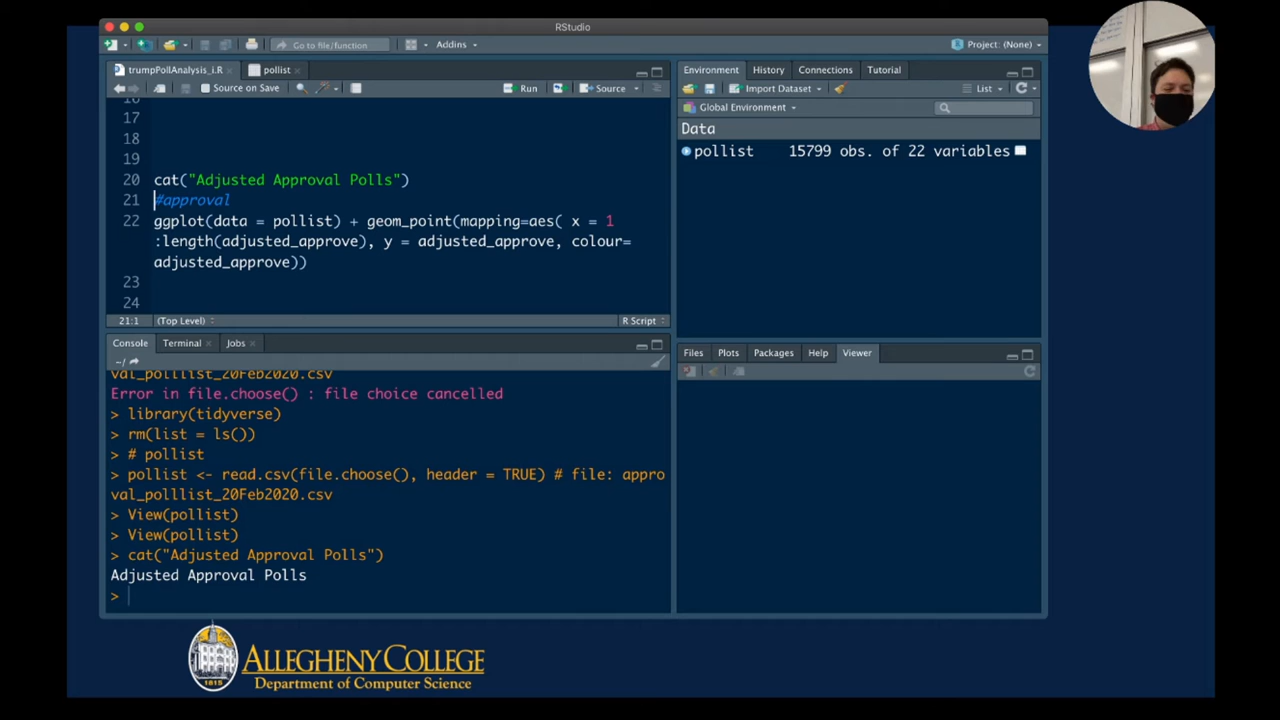 RStudio
Go to file/function
Addins
Project: (None)
trumpPollAnalysis_i.R
pollist
Source on Save
Run
Source
16
17
18
19
20 cat("Adjusted Approval Polls")
21 #approval
22 ggplot(data = pollist) + geom_point(mapping=aes( x = 1
:length(adjusted_approve), y = adjusted_approve, colour=
adjusted_approve))
23
24
21:1 (Top Level) R Script
Console Terminal Jobs
~/
val_polllist_20Feb2020.csv
Error in file.choose() : file choice cancelled
> library(tidyverse)
> rm(list = ls())
> # pollist
> pollist <- read.csv(file.choose(), header = TRUE) # file: appro
val_polllist_20Feb2020.csv
> View(pollist)
> View(pollist)
> cat("Adjusted Approval Polls")
Adjusted Approval Polls
>
Environment History Connections Tutorial
Import Dataset
List
Global Environment
Data
pollist 15799 obs. of 22 variables
Files Plots Packages Help Viewer
1815
ALLEGHENY COLLEGE
Department of Computer Science